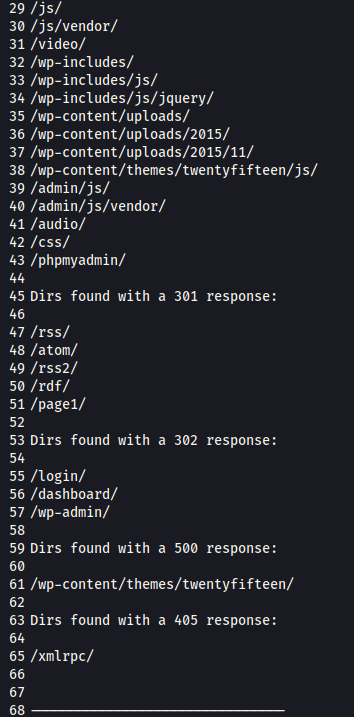 29 /js/
30 /js/vendor/
31 /video/
32 /wp-includes/
33 /wp-includes/js/
34 /wp-includes/js/jquery/
35 /wp-content/uploads/
36 /wp-content/uploads/2015/
37 /wp-content/uploads/2015/11/
38 /wp-content/themes/twentyfifteen/js/
39 /admin/js/
40 /admin/js/vendor/
41 /audio/
42 /css/
43 /phpmyadmin/
44
45 Dirs found with a 301 response:
46
47 /rss/
48 /atom/
49 /rss2/
50 /rdf/
51 /page1/
52
53 Dirs found with a 302 response:
54
55 /login/
56 /dashboard/
57 /wp-admin/
58
59 Dirs found with a 500 response:
60
61 /wp-content/themes/twentyfifteen/
62
63 Dirs found with a 405 response:
64
65 /xmlrpc/
66
67
68 --------------------------------